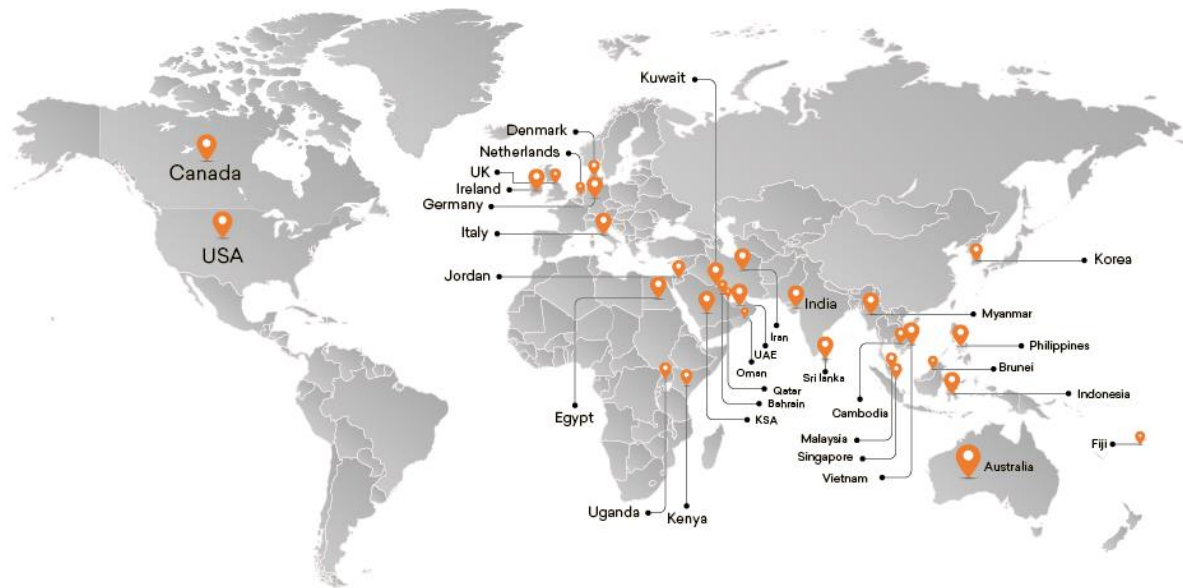 Kuwait
Denmark
Netherlands
UK
Ireland
Germany
Italy
Canada
USA
Jordan
Korea
India
Myanmar
Iran
UAE
Oman
Sri lanka
Philippines
Brunei
Qatar
Bahrain
KSA
Egypt
Cambodia
Indonesia
Malaysia
Singapore
Vietnam
Fiji
Australia
Uganda
Kenya